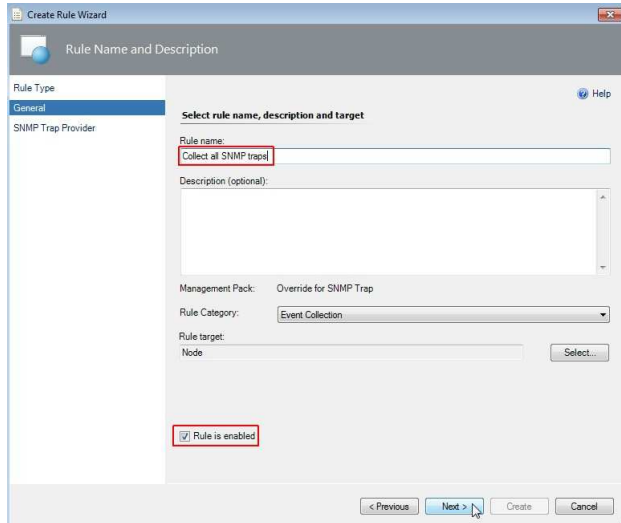 Create Rule Wizard
Rule Name and Description
Rule Type
General
SNMP Trap Provider
Help
Select rule name, description and target
Rule name:
Collect all SNMP traps
Description (optional):
Management Pack: Override for SNMP Trap
Rule Category: Event Collection
Rule target:
Node
Select...
Rule is enabled
< Previous Next > Create Cancel